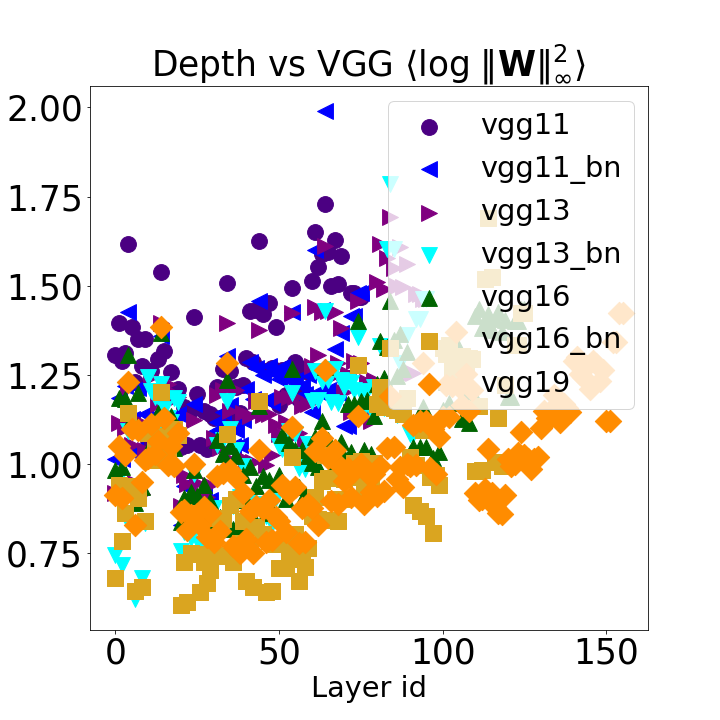 Depth vs VGG ⟨log ‖W‖²∞⟩
2.00
1.75
1.50
1.25
1.00
0.75
0 50 100 150
Layer id
vgg11
vgg11_bn
vgg13
vgg13_bn
vgg16
vgg16_bn
vgg19